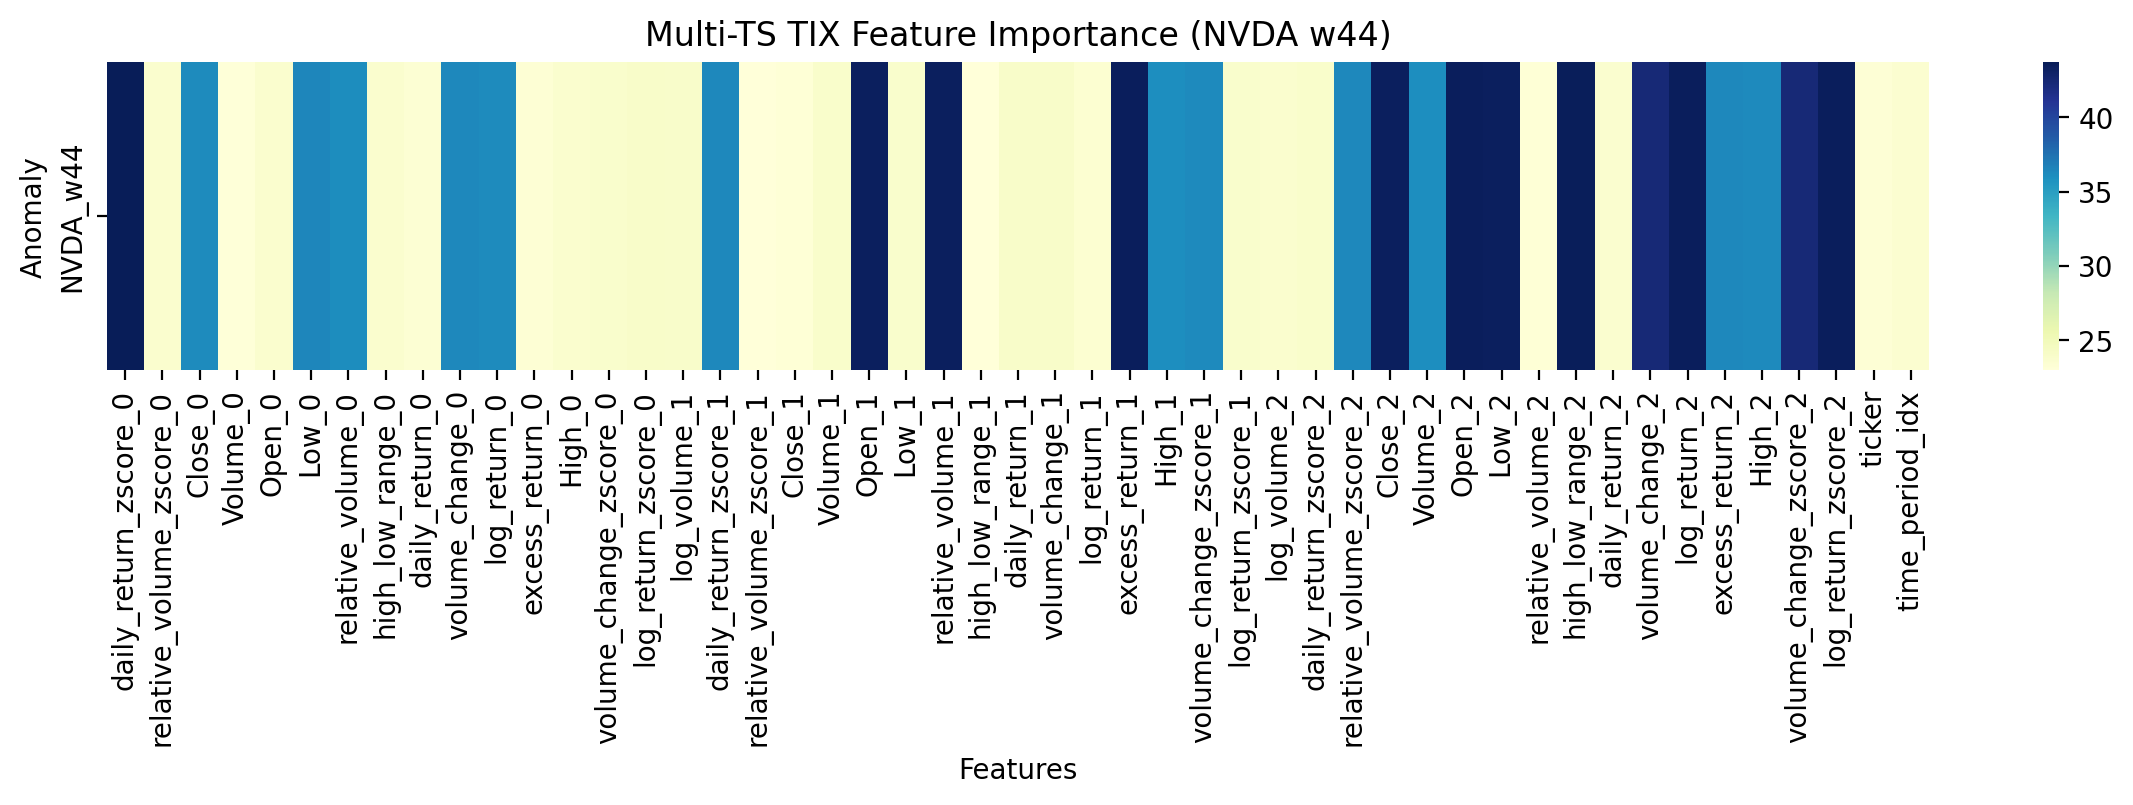 Multi-TS TIX Feature Importance (NVDA w44)
Anomaly
NVDA_w44
40
35
30
25
daily_return_zscore_0
relative_volume_zscore_0
Close_0
Volume_0
Open_0
Low_0
relative_volume_0
high_low_range_0
daily_return_0
volume_change_0
log_return_0
excess_return_0
High_0
volume_change_zscore_0
log_return_zscore_0
log_volume_1
daily_return_zscore_1
relative_volume_zscore_1
Close_1
Volume_1
Open_1
Low_1
relative_volume_1
high_low_range_1
daily_return_1
volume_change_1
log_return_1
excess_return_1
High_1
volume_change_zscore_1
log_return_zscore_1
log_volume_2
daily_return_zscore_2
relative_volume_zscore_2
Close_2
Volume_2
Open_2
Low_2
relative_volume_2
high_low_range_2
daily_return_2
volume_change_2
log_return_2
excess_return_2
High_2
volume_change_zscore_2
log_return_zscore_2
ticker
time_period_idx
Features